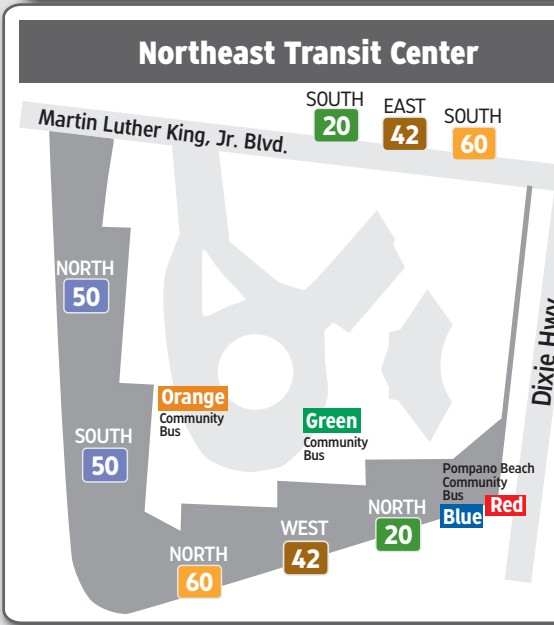 Northeast Transit Center
SOUTH
20
EAST
42
SOUTH
60
Martin Luther King, Jr. Blvd.
NORTH
50
Dixie Hwy
Orange
Community
Bus
Green
Community
Bus
SOUTH
50
Pompano Beach
Community
Bus
Blue
Red
NORTH
20
WEST
42
NORTH
60